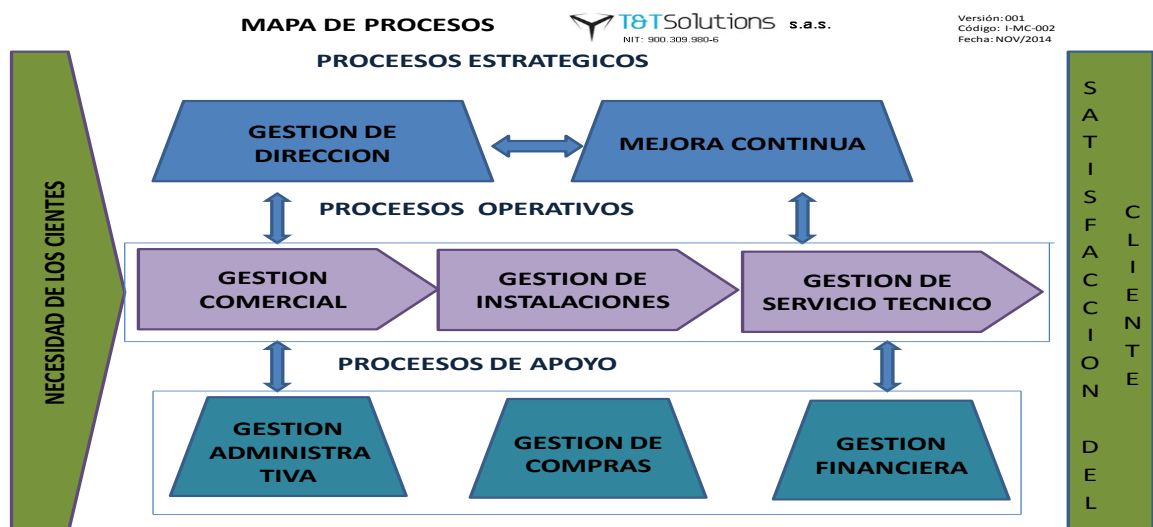 MAPA DE PROCESOS
T&TSolutions s.a.s.
NIT: 900.309.980-6
Versión:001
Código: I-MC-002
Fecha:NOV/2014
PROCEESOS ESTRATEGICOS
NECESIDAD DE LOS CIENTES
GESTION DE
DIRECCION
MEJORA CONTINUA
PROCEESOS OPERATIVOS
GESTION
COMERCIAL
GESTION DE
INSTALACIONES
GESTION DE
SERVICIO TECNICO
PROCEESOS DE APOYO
GESTION
ADMINISTRA
TIVA
GESTION DE
COMPRAS
GESTION
FINANCIERA
SATISFACCION DEL
CLIENTE